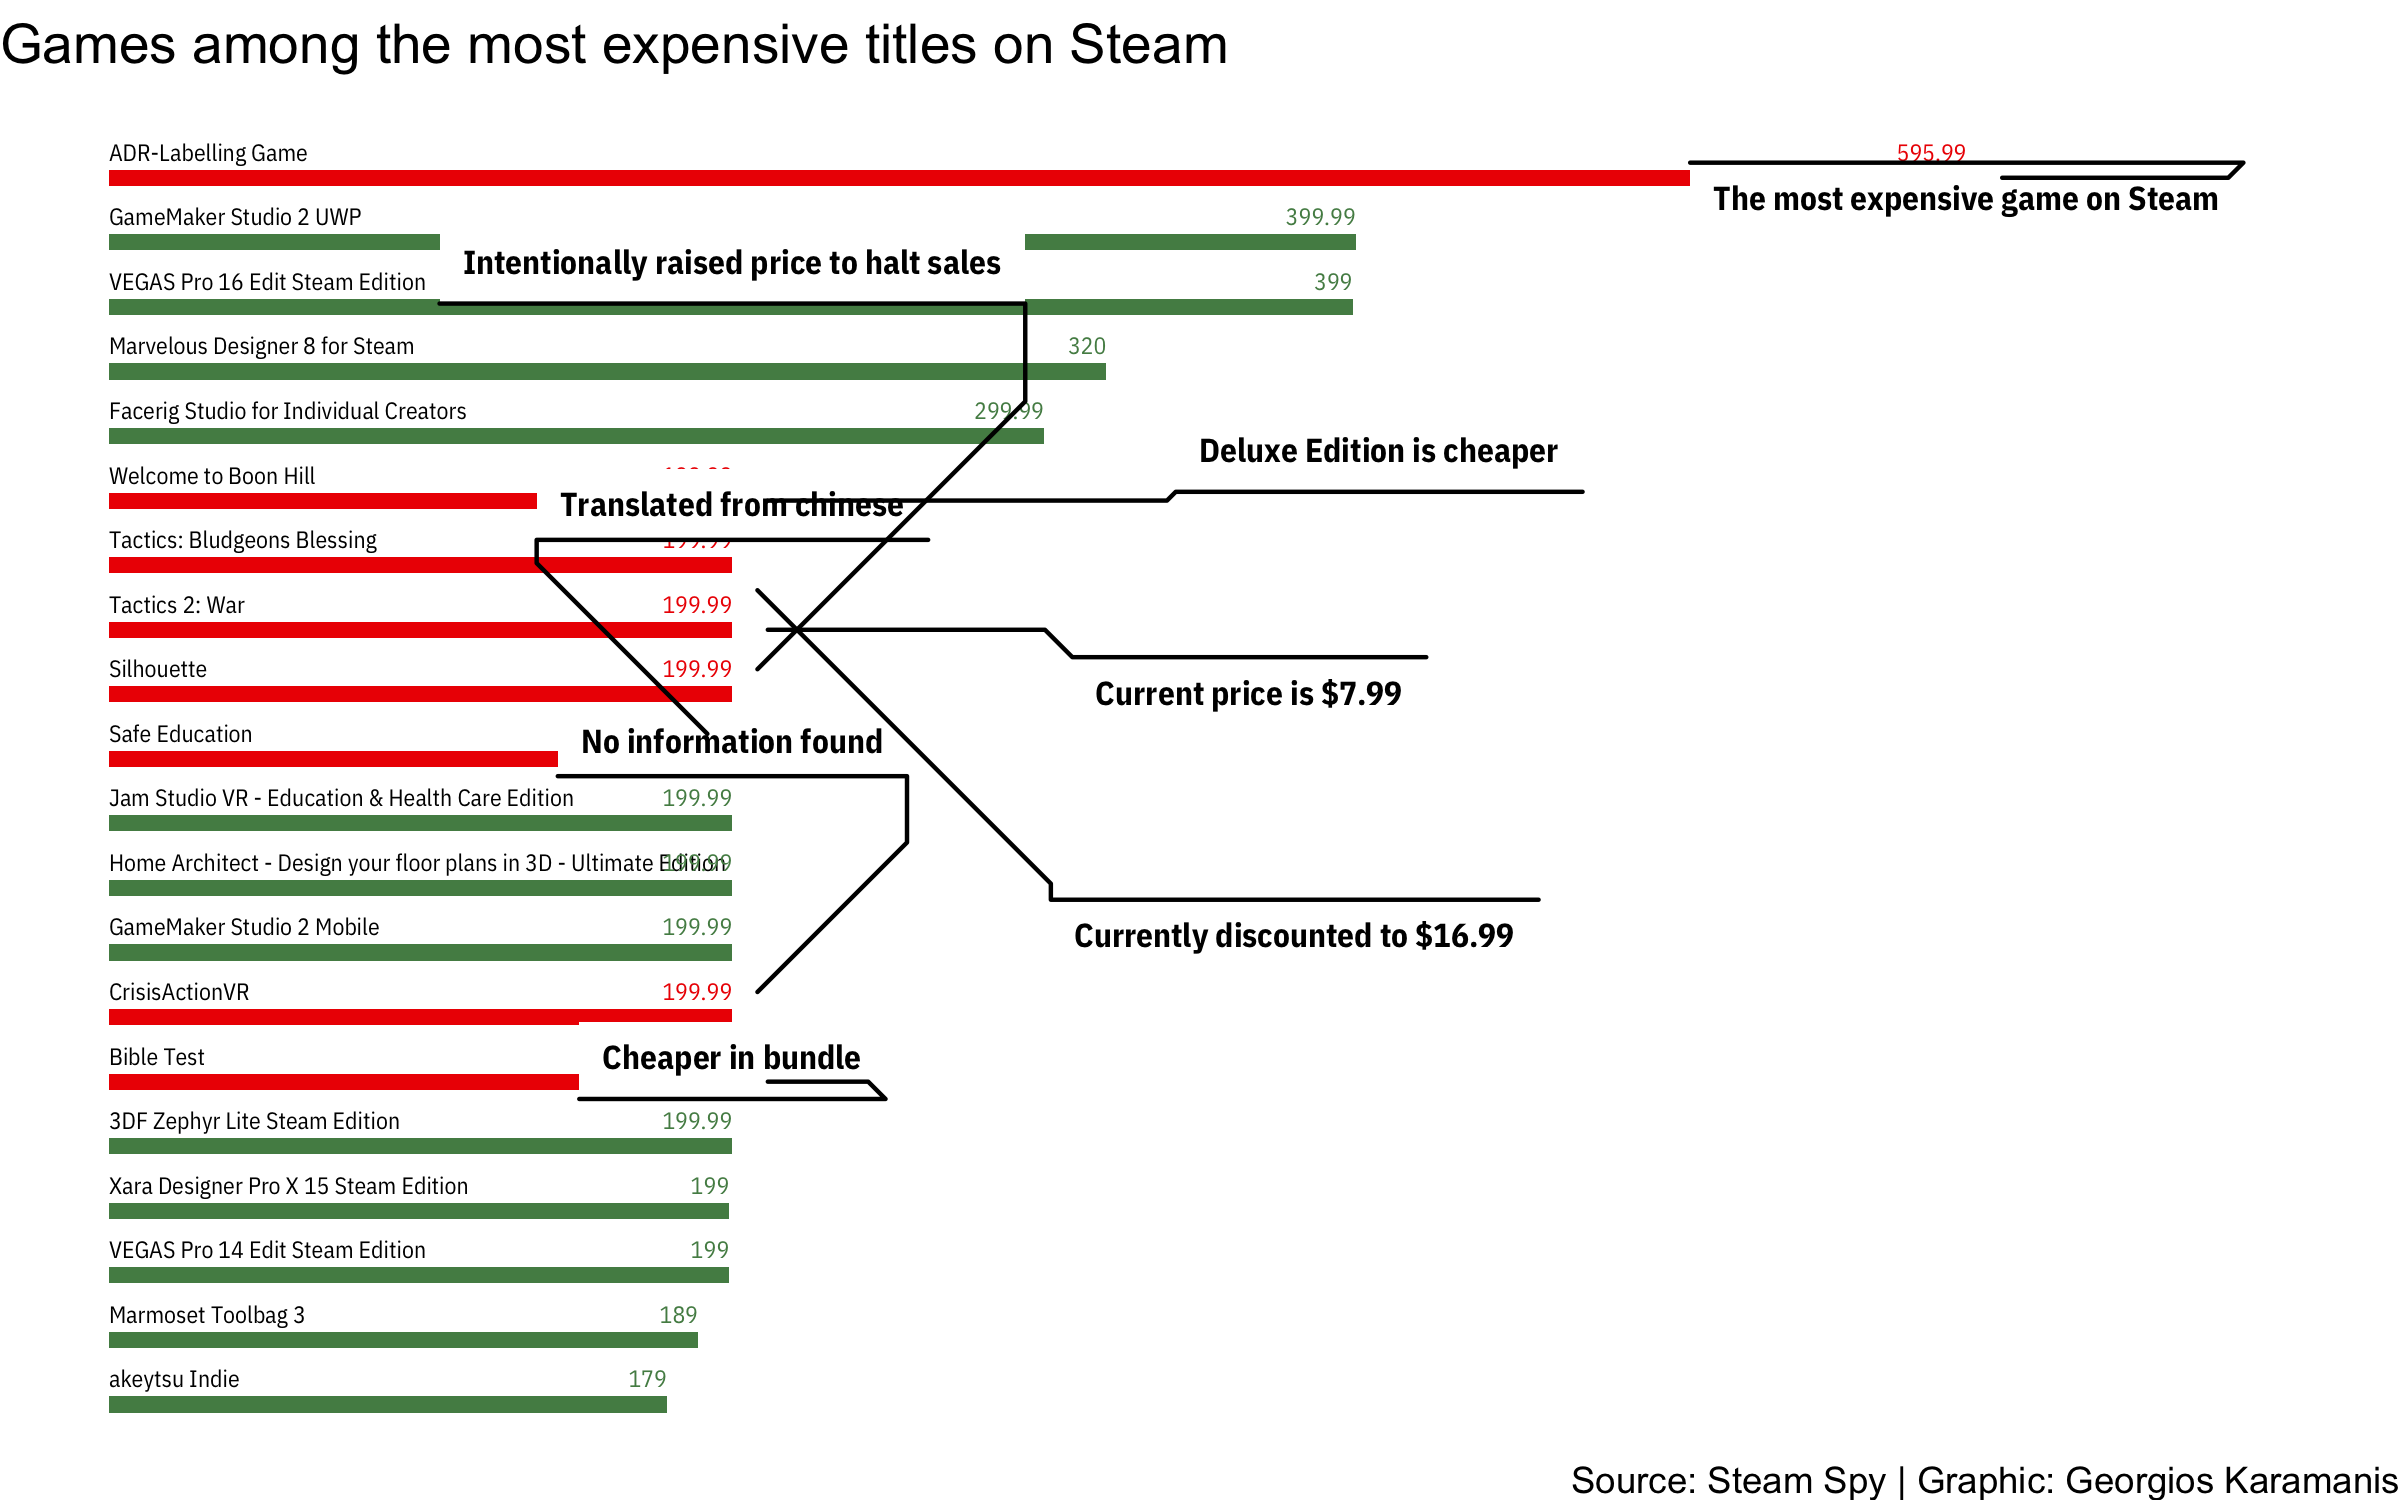 Games among the most expensive titles on Steam
ADR-Labelling Game
595.99
The most expensive game on Steam
GameMaker Studio 2 UWP
399.99
Intentionally raised price to halt sales
VEGAS Pro 16 Edit Steam Edition
399
Marvelous Designer 8 for Steam
320
Facerig Studio for Individual Creators
299.99
Deluxe Edition is cheaper
Welcome to Boon Hill
Translated from chinese
Tactics: Bludgeons Blessing
199.99
Tactics 2: War
199.99
Silhouette
199.99
Current price is $7.99
Safe Education
No information found
Jam Studio VR - Education & Health Care Edition
199.99
Home Architect - Design your floor plans in 3D - Ultimate Edition
199.99
GameMaker Studio 2 Mobile
199.99
Currently discounted to $16.99
CrisisActionVR
199.99
Bible Test
Cheaper in bundle
3DF Zephyr Lite Steam Edition
199.99
Xara Designer Pro X 15 Steam Edition
199
VEGAS Pro 14 Edit Steam Edition
199
Marmoset Toolbag 3
189
akeytsu Indie
179
Source: Steam Spy | Graphic: Georgios Karamanis